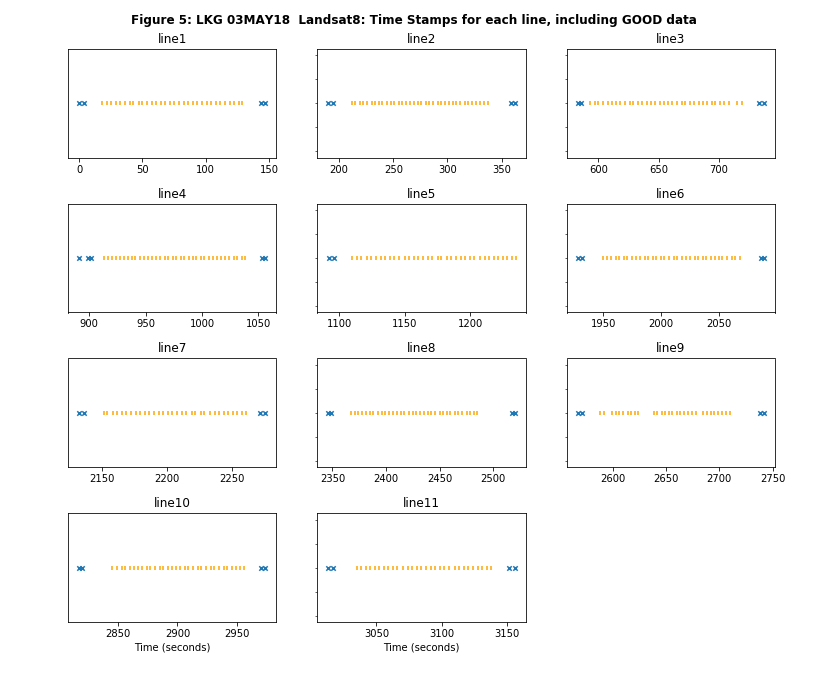 Figure 5: LKG 03MAY18  Landsat8: Time Stamps for each line, including GOOD data
line1
line2
line3
0 50 100 150
200 250 300 350
600 650 700
line4
line5
line6
900 950 1000 1050
1100 1150 1200
1950 2000 2050
line7
line8
line9
2150 2200 2250
2350 2400 2450 2500
2600 2650 2700 2750
line10
line11
2850 2900 2950
3050 3100 3150
Time (seconds)
Time (seconds)